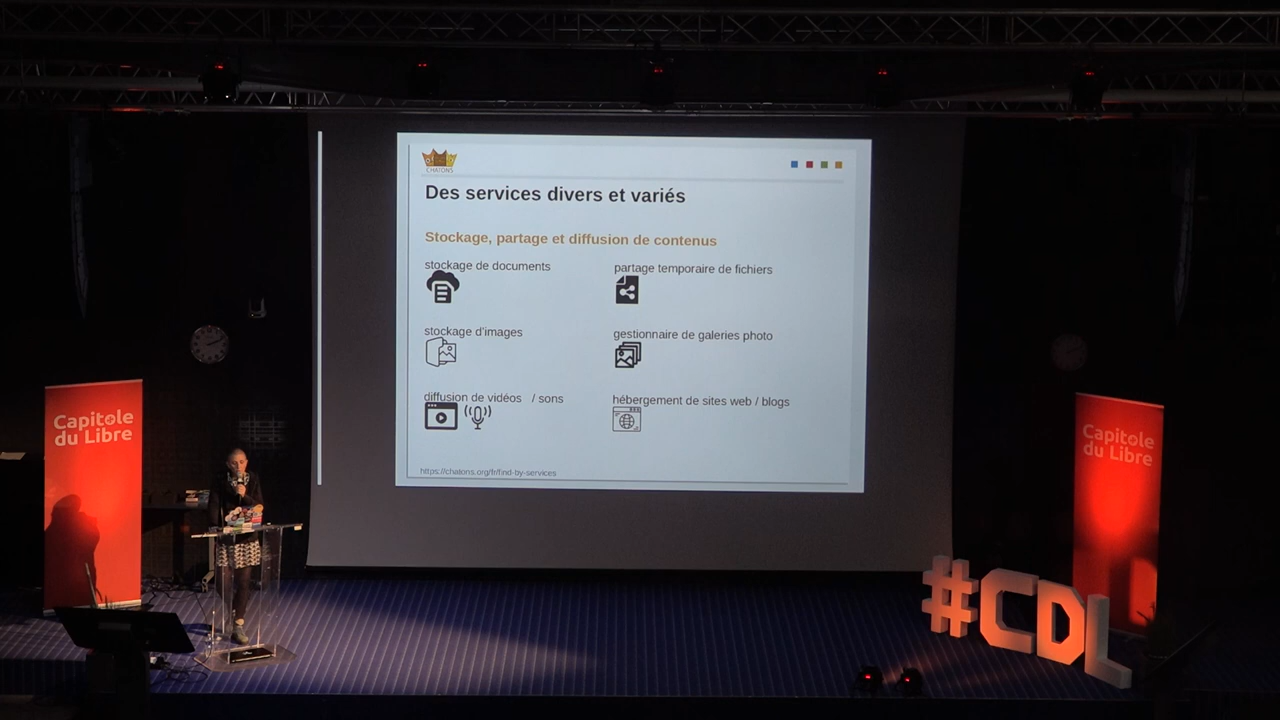 CHATONS
Des services divers et variés
Stockage, partage et diffusion de contenus
stockage de documents
partage temporaire de fichiers
stockage d'images
gestionnaire de galeries photo
diffusion de vidéos / sons
hébergement de sites web / blogs
https://chatons.org/fr/find-by-services
Capitole
du Libre
Capitole
du Libre
#CDL